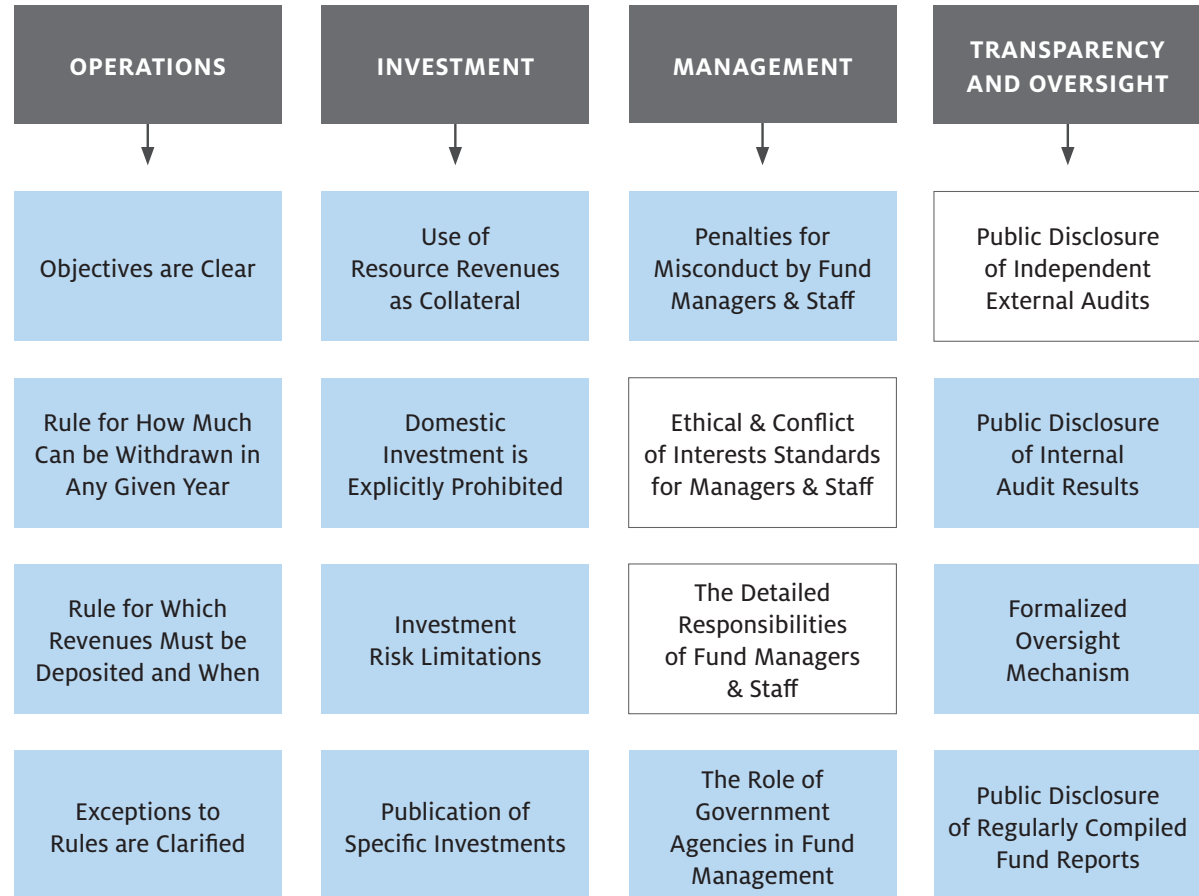 OPERATIONS
INVESTMENT
MANAGEMENT
TRANSPARENCY
AND OVERSIGHT
Objectives are Clear
Use of
Resource Revenues
as Collateral
Penalties for
Misconduct by Fund
Managers & Staff
Public Disclosure
of Independent
External Audits
Rule for How Much
Can be Withdrawn in
Any Given Year
Domestic
Investment is
Explicitly Prohibited
Ethical & Conflict
of Interests Standards
for Managers & Staff
Public Disclosure
of Internal
Audit Results
Rule for Which
Revenues Must be
Deposited and When
Investment
Risk Limitations
The Detailed
Responsibilities
of Fund Managers
& Staff
Formalized
Oversight
Mechanism
Exceptions to
Rules are Clarified
Publication of
Specific Investments
The Role of
Government
Agencies in Fund
Management
Public Disclosure
of Regularly Compiled
Fund Reports